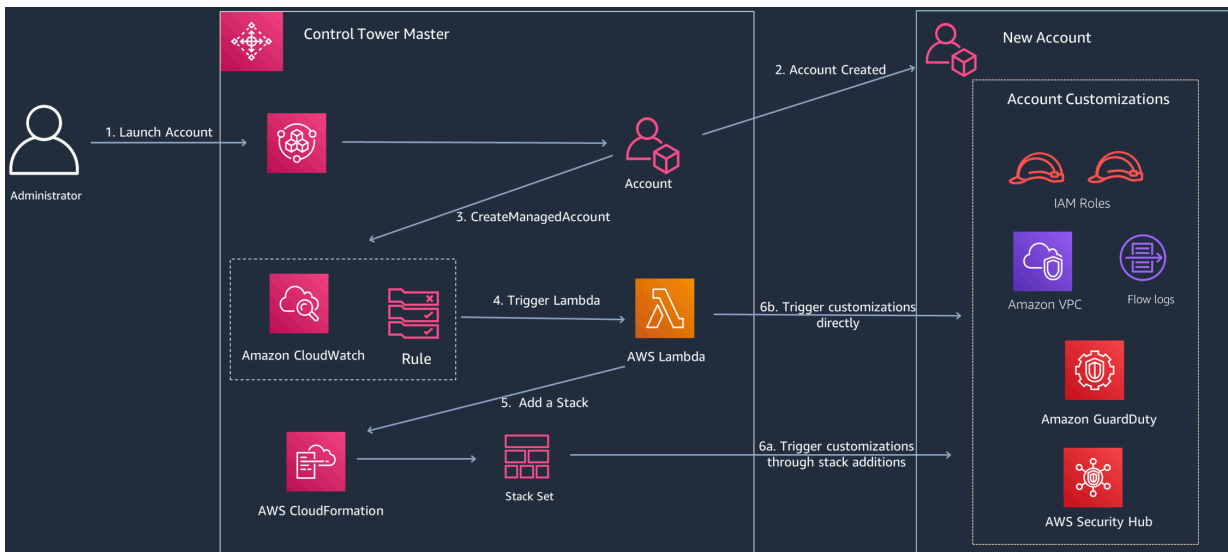 Control Tower Master
New Account
2. Account Created
Account Customizations
1. Launch Account
Administrator
Account
IAM Roles
3. CreateManagedAccount
4. Trigger Lambda
6b. Trigger customizations
directly
Amazon VPC
Flow logs
Amazon CloudWatch
Rule
AWS Lambda
5. Add a Stack
Amazon GuardDuty
6a. Trigger customizations
through stack additions
Stack Set
AWS CloudFormation
AWS Security Hub